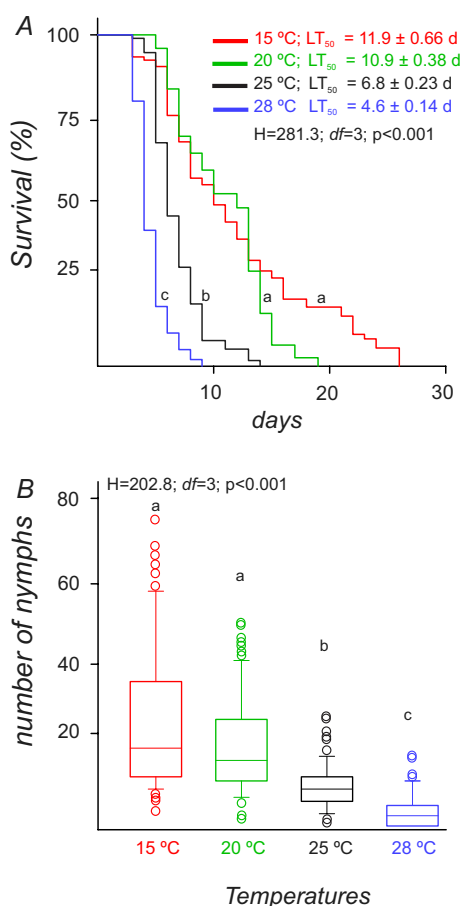 A
100
75
50
25
Survival (%)
15 ºC; LT50 = 11.9 ± 0.66 d
20 ºC; LT50 = 10.9 ± 0.38 d
25 ºC; LT50 = 6.8 ± 0.23 d
28 ºC LT50 = 4.6 ± 0.14 d
H=281.3; df=3; p<0.001
c b a a
10 20 30
days
B
H=202.8; df=3; p<0.001
80
60
40
20
number of nymphs
a
a
b
c
15 ºC 20 ºC 25 ºC 28 ºC
Temperatures